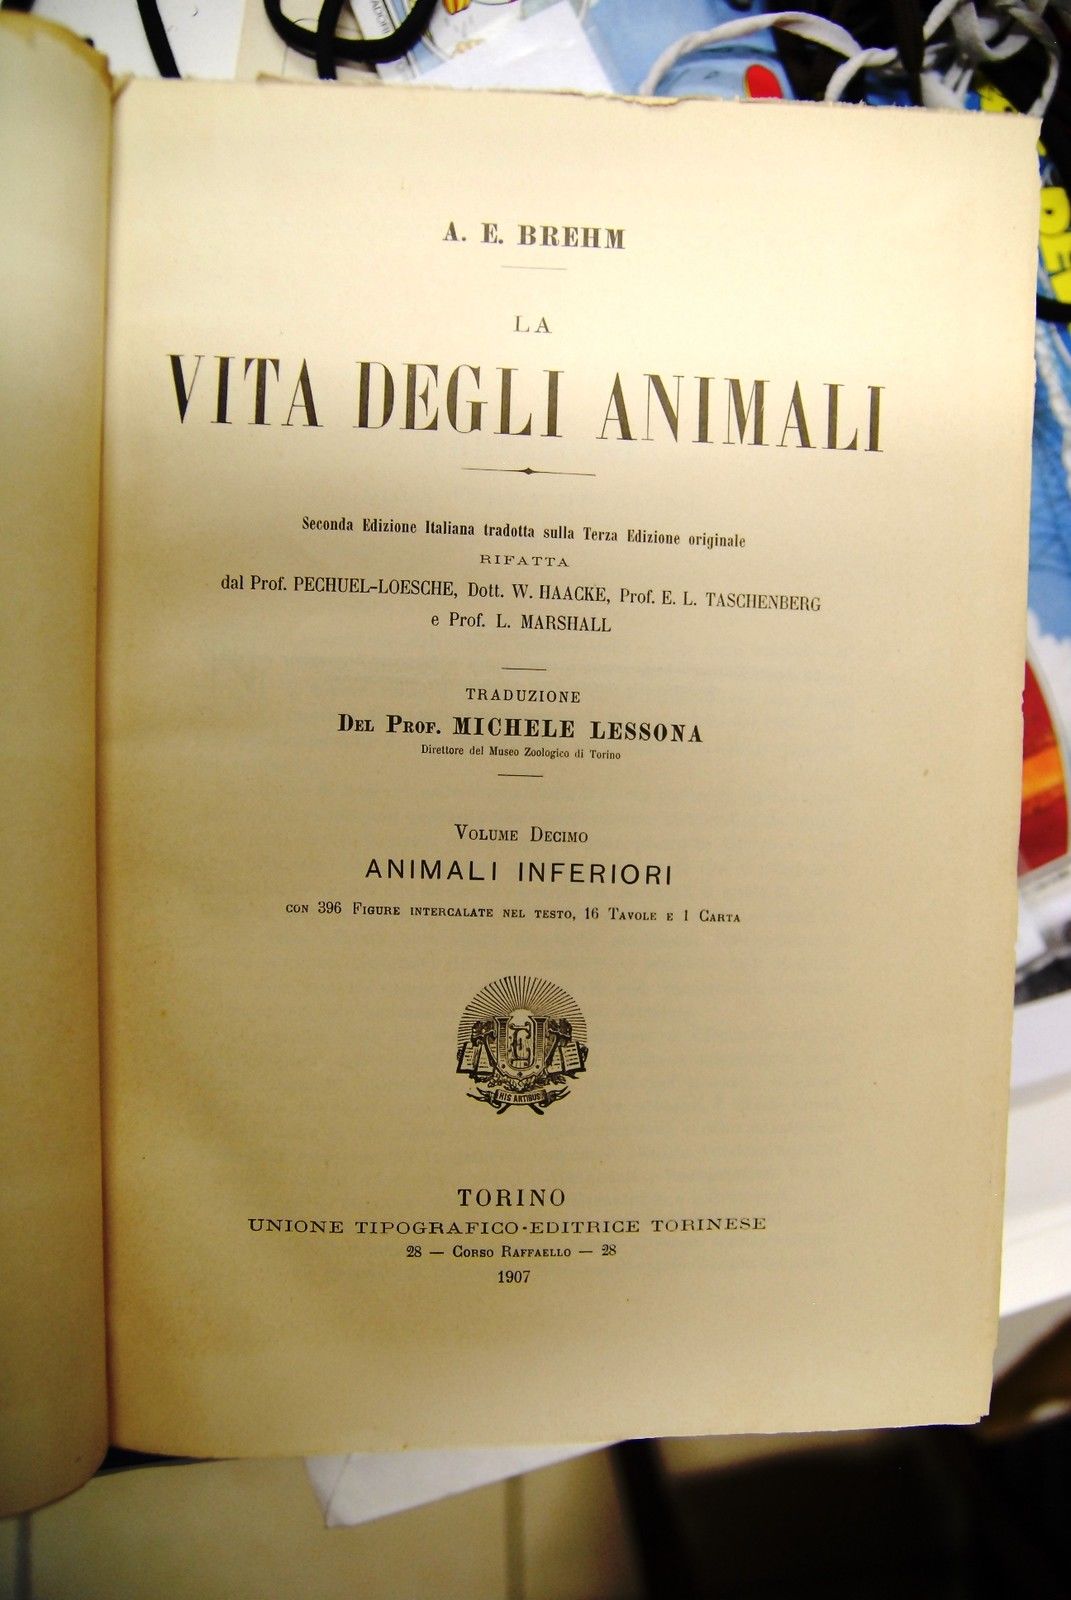 A. E. BREHM
LA
VITA DEGLI ANIMALI
Seconda Edizione Italiana tradotta sulla Terza Edizione originale
RIFATTA
dal Prof. PECHUEL-LOESCHE, Dott. W. HAACKE, Prof. E. L. TASCHENBERG
e Prof. L. MARSHALL
TRADUZIONE
DEL PROF. MICHELE LESSONA
Direttore del Museo Zoologico di Torino
VOLUME DECIMO
ANIMALI INFERIORI
CON 396 FIGURE INTERCALATE NEL TESTO, 16 TAVOLE E 1 CARTA
HIS ARTIBUS
TORINO
UNIONE TIPOGRAFICO-EDITRICE TORINESE
28 — CORSO RAFFAELLO — 28
1907